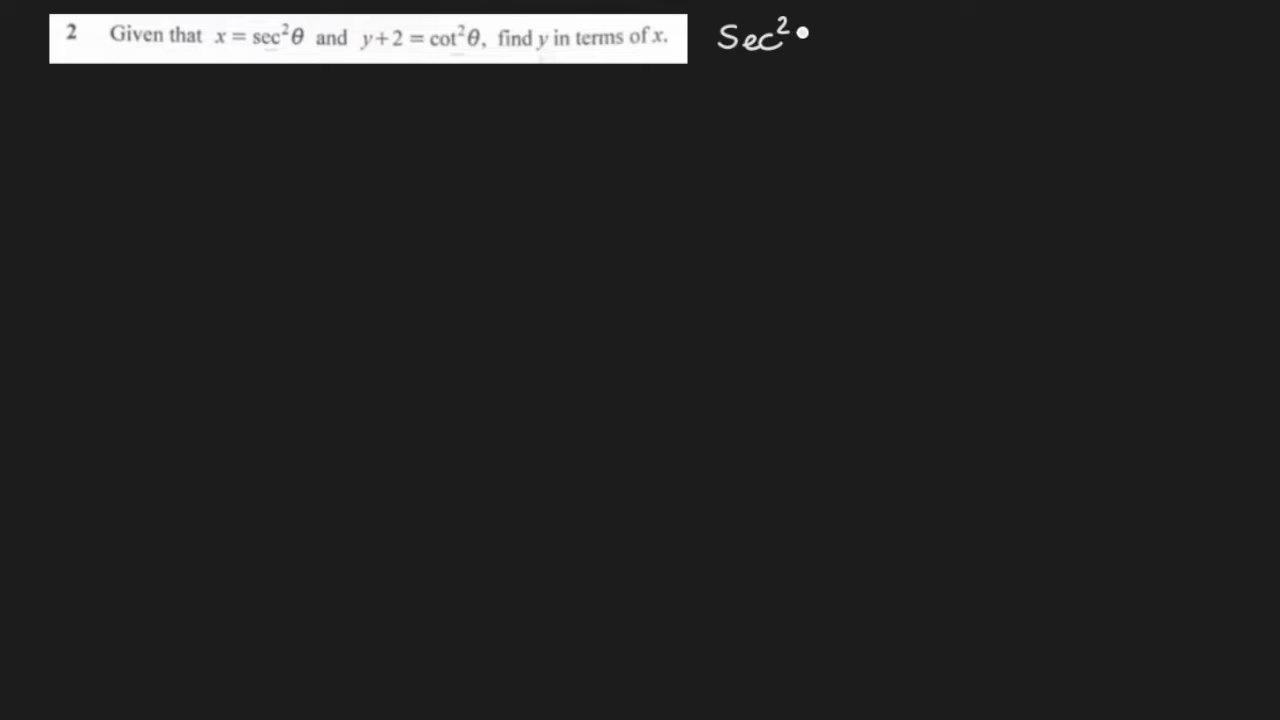 2 Given that x = sec²θ and y+2 = cot²θ, find y in terms of x. Sec²